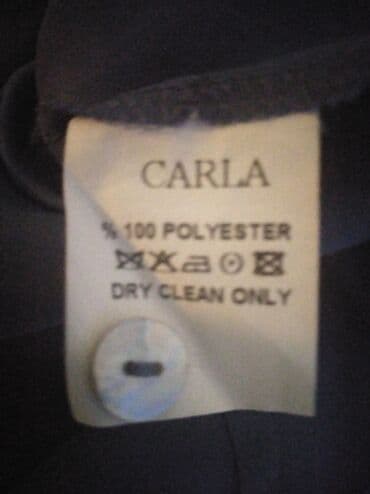 CARLA
% 100 POLYESTER
DRY CLEAN ONLY